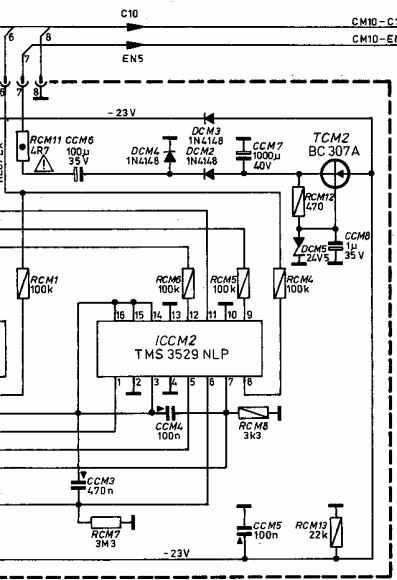 C10
CM10-C1
6 8
CM10-EN
7
EN5
6 7 8
-23V
DCM3
1N4148
RCM11
4R7
CCM6
100µ
35V
DCM4
1N4148
DCM2
1N4148
CCM7
1000µ
40V
TCM2
BC 307A
RCM12
470
DCM5
24V5
CCM8
1µ
35V
RCM1
100k
RCM6
100k
RCM5
100k
RCM4
100k
16 15 14 13 12 11 10 9
ICCM2
TMS 3529 NLP
1 2 3 4 5 6 7 8
CCM4
100n
RCM8
3k3
CCM3
470n
RCM7
3M3
CCM5
100n
RCM13
22k
-23V